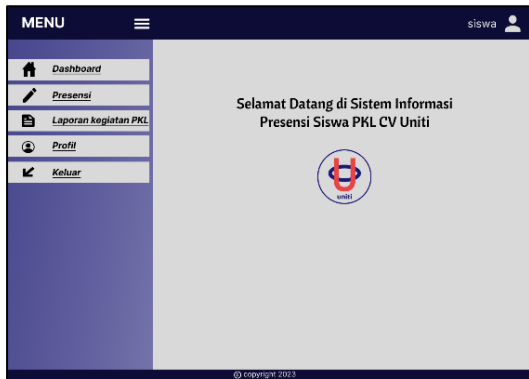 MENU
siswa
Dashboard
Presensi
Laporan kegiatan PKL
Profil
Keluar
Selamat Datang di Sistem Informasi
Presensi Siswa PKL CV Uniti
uniti
© copyright 2023